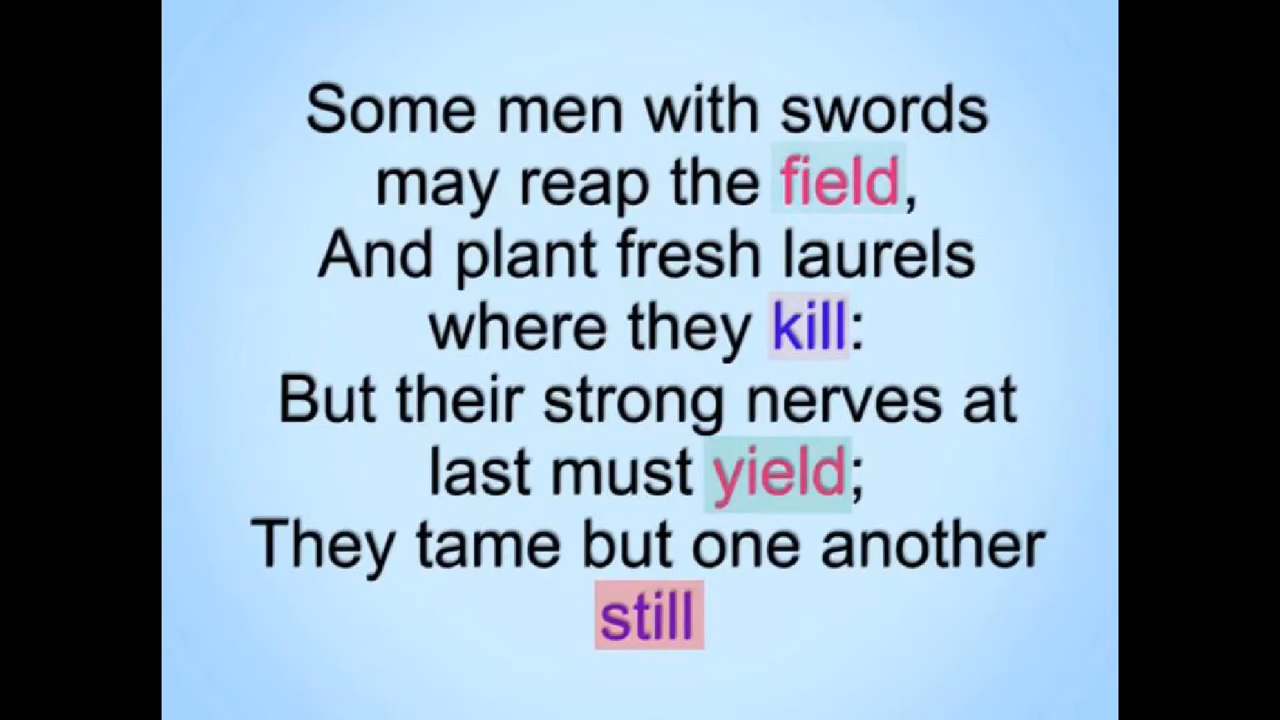 Some men with swords
may reap the field,
And plant fresh laurels
where they kill:
But their strong nerves at
last must yield;
They tame but one another
still